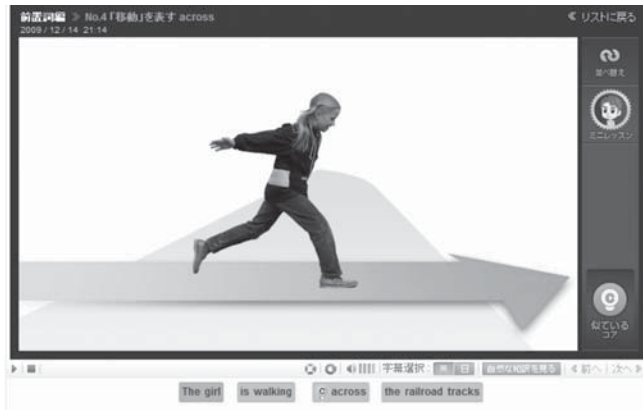 前置詞編 ≫ No.4「移動」を表す across
≪ リストに戻る
2009 / 12 / 14 21:14
並べ替え
ミニレッスン
似ている
コア
字幕選択: 英 日 自然な和訳を見る 前へ 次へ
The girl is walking across the railroad tracks